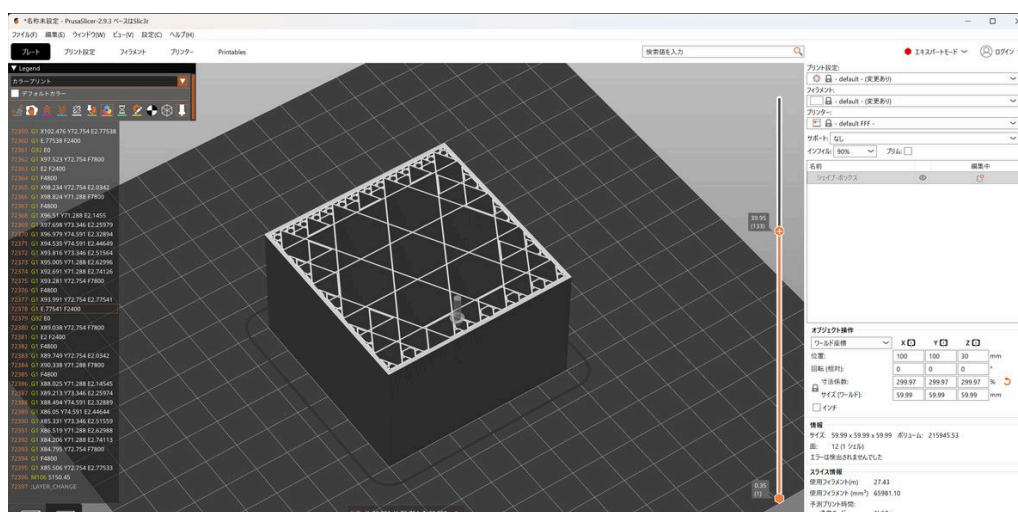 *名称未設定 - PrusaSlicer-2.9.3 ベースはSlic3r
ファイル(F) 編集(E) ウィンドウ(W) ビュー(V) 設定(C) ヘルプ(H)
プレート プリント設定 フィラメント プリンター Printables
検索語を入力
エキスパートモード
ログイン
▼ Legend
カラープリント
デフォルトカラー
72359 G1 X102.476 Y72.754 E2.77538
72360 G1 E.77538 F2400
72361 G92 E0
72362 G1 X97.523 Y72.754 F7800
72363 G1 E2 F2400
72364 G1 F4800
72365 G1 X98.234 Y72.754 E2.0342
72366 G1 X98.824 Y71.288 F7800
72367 G1 F4800
72368 G1 X96.51 Y71.288 E2.1455
72369 G1 X97.698 Y73.346 E2.25979
72370 G1 X96.979 Y74.591 E2.32894
72371 G1 X94.535 Y74.591 E2.44649
72372 G1 X93.816 Y73.346 E2.51564
72373 G1 X95.005 Y71.288 E2.62996
72374 G1 X92.691 Y71.288 E2.74126
72375 G1 X93.281 Y72.754 F7800
72376 G1 F4800
72377 G1 X93.991 Y72.754 E2.77541
72378 G1 E.77541 F2400
72379 G92 E0
72380 G1 X89.038 Y72.754 F7800
72381 G1 E2 F2400
72382 G1 F4800
72383 G1 X89.749 Y72.754 E2.0342
72384 G1 X90.338 Y71.288 F7800
72385 G1 F4800
72386 G1 X88.025 Y71.288 E2.14545
72387 G1 X89.213 Y73.346 E2.25974
72388 G1 X88.494 Y74.591 E2.32889
72389 G1 X86.05 Y74.591 E2.44644
72390 G1 X85.331 Y73.346 E2.51559
72391 G1 X86.519 Y71.288 E2.62988
72392 G1 X84.206 Y71.288 E2.74113
72393 G1 X84.795 Y72.754 F7800
72394 G1 F4800
72395 G1 X85.506 Y72.754 E2.77533
72396 M106 S150.45
72397 ;LAYER_CHANGE
39.95
(133)
0.35
(1)
プリント設定:
- default - (変更あり)
フィラメント:
- default - (変更あり)
プリンター:
- default FFF -
サポート: なし
インフィル: 90% ブリム:
名前 編集中
シェイプ-ボックス
オブジェクト操作
ワールド座標 X Y Z
位置: 100 100 30 mm
回転 (相対): 0 0 0 °
寸法係数: 299.97 299.97 299.97 %
サイズ (ワールド): 59.99 59.99 59.99 mm
インチ
情報
サイズ: 59.99 x 59.99 x 59.99 ボリューム: 215945.53
面: 12 (1 シェル)
エラーは検出されませんでした
スライス情報
使用フィラメント(m) 27.43
使用フィラメント (mm³) 65981.10
予測プリント時間: